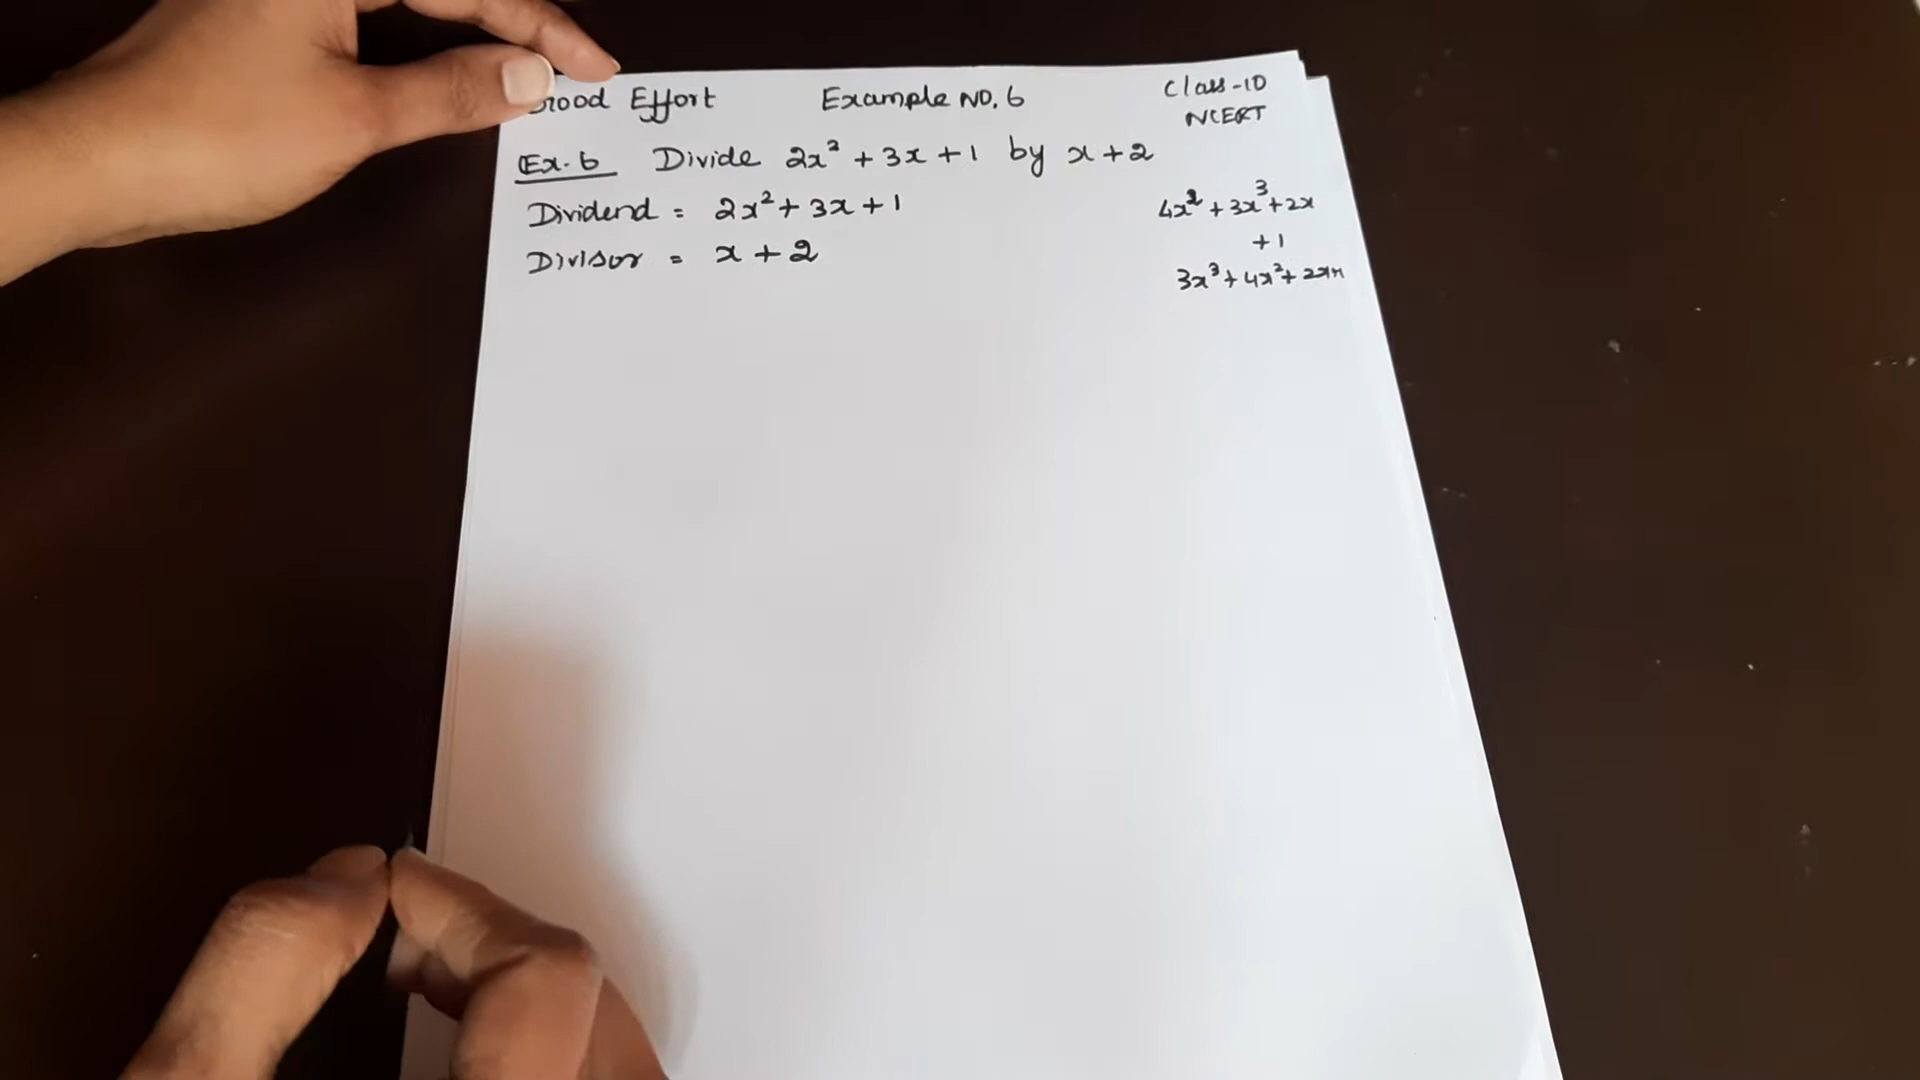 Good Effort Example NO. 6 Class-10
NCERT
Ex-6 Divide 2x² + 3x + 1 by x + 2
Dividend = 2x² + 3x + 1
Divisor = x + 2
4x² + 3x³ + 2x
+ 1
3x³ + 4x² + 2x+1